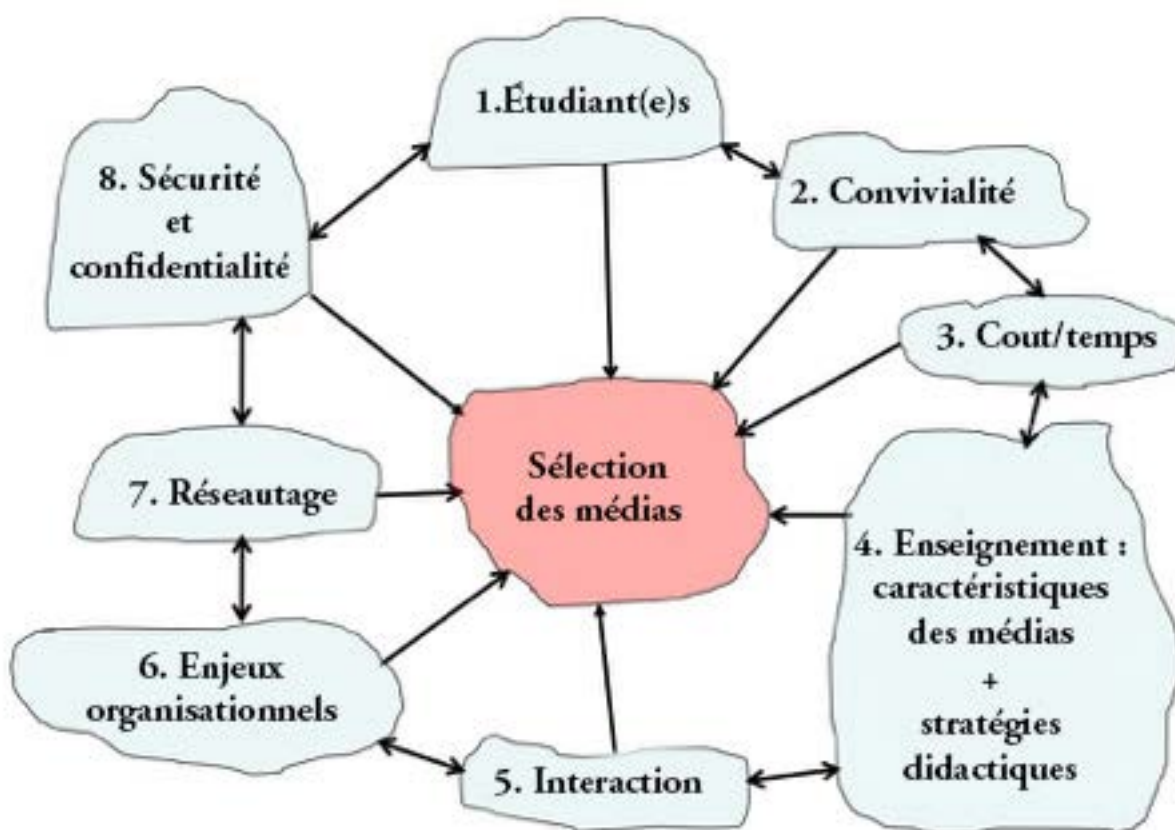 1.Étudiant(e)s
2. Convivialité
3. Cout/temps
4. Enseignement :
caractéristiques
des médias
+
stratégies
didactiques
5. Interaction
6. Enjeux
organisationnels
7. Réseautage
8. Sécurité
et
confidentialité
Sélection
des médias